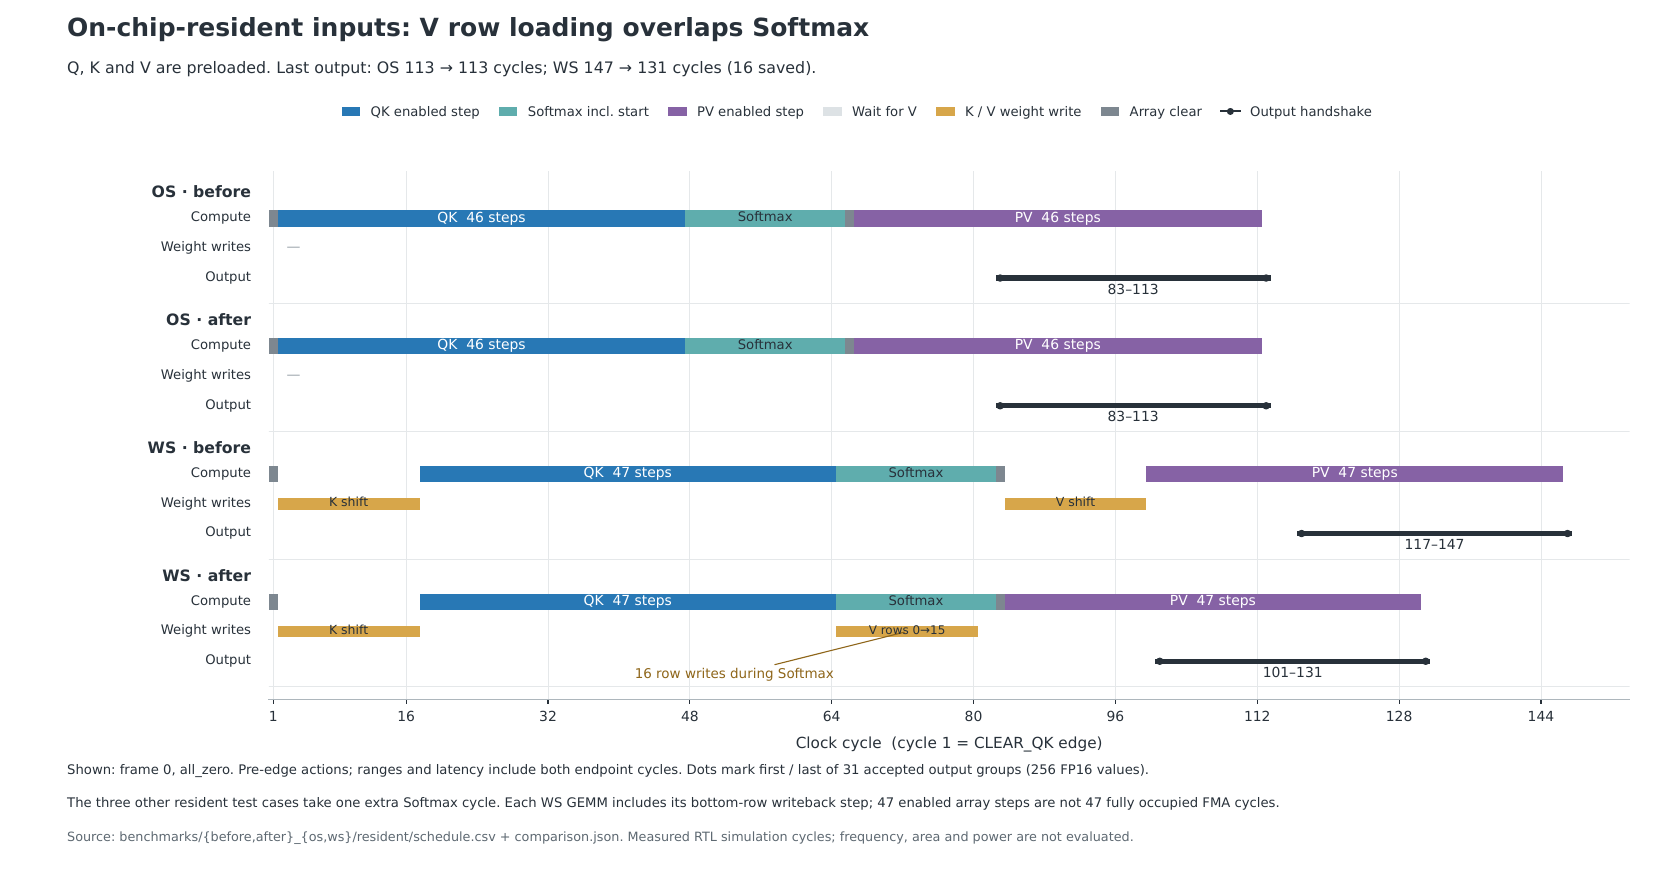 On-chip-resident inputs: V row loading overlaps Softmax
Q, K and V are preloaded. Last output: OS 113 → 113 cycles; WS 147 → 131 cycles (16 saved).
QK enabled step Softmax incl. start PV enabled step Wait for V K / V weight write Array clear Output handshake
OS · before
Compute QK 46 steps Softmax PV 46 steps
Weight writes —
Output
83–113
OS · after
Compute QK 46 steps Softmax PV 46 steps
Weight writes —
Output
83–113
WS · before
Compute QK 47 steps Softmax PV 47 steps
Weight writes K shift V shift
Output
117–147
WS · after
Compute QK 47 steps Softmax PV 47 steps
Weight writes K shift V rows 0→15
Output
16 row writes during Softmax 101–131
1 16 32 48 64 80 96 112 128 144
Clock cycle (cycle 1 = CLEAR_QK edge)
Shown: frame 0, all_zero. Pre-edge actions; ranges and latency include both endpoint cycles. Dots mark first / last of 31 accepted output groups (256 FP16 values).
The three other resident test cases take one extra Softmax cycle. Each WS GEMM includes its bottom-row writeback step; 47 enabled array steps are not 47 fully occupied FMA cycles.
Source: benchmarks/{before,after}_{os,ws}/resident/schedule.csv + comparison.json. Measured RTL simulation cycles; frequency, area and power are not evaluated.